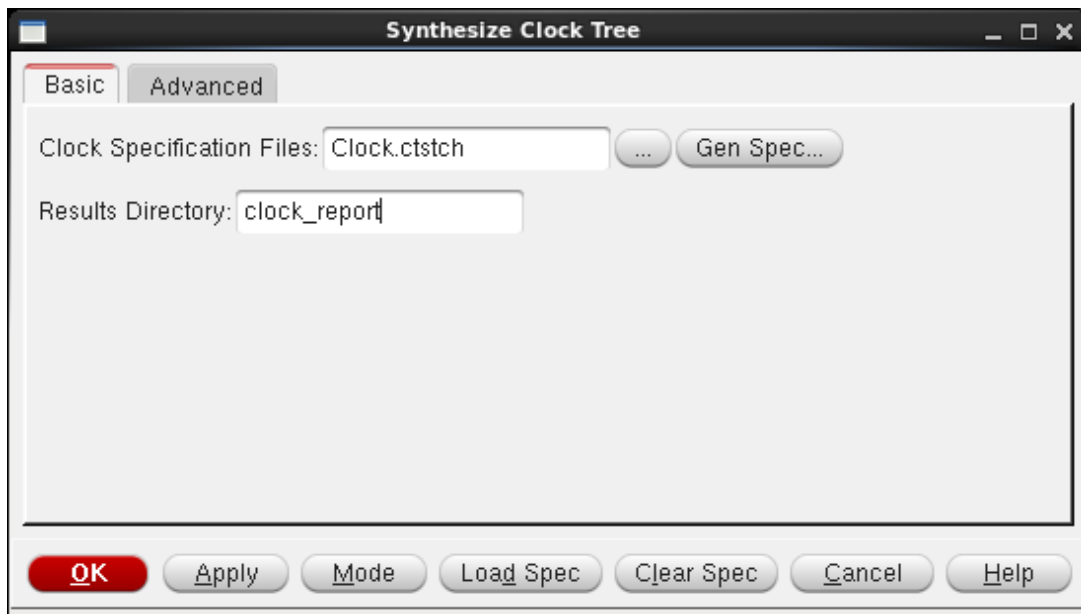 Synthesize Clock Tree
Basic Advanced
Clock Specification Files: Clock.ctstch ... Gen Spec...
Results Directory: clock_report
OK Apply Mode Load Spec Clear Spec Cancel Help